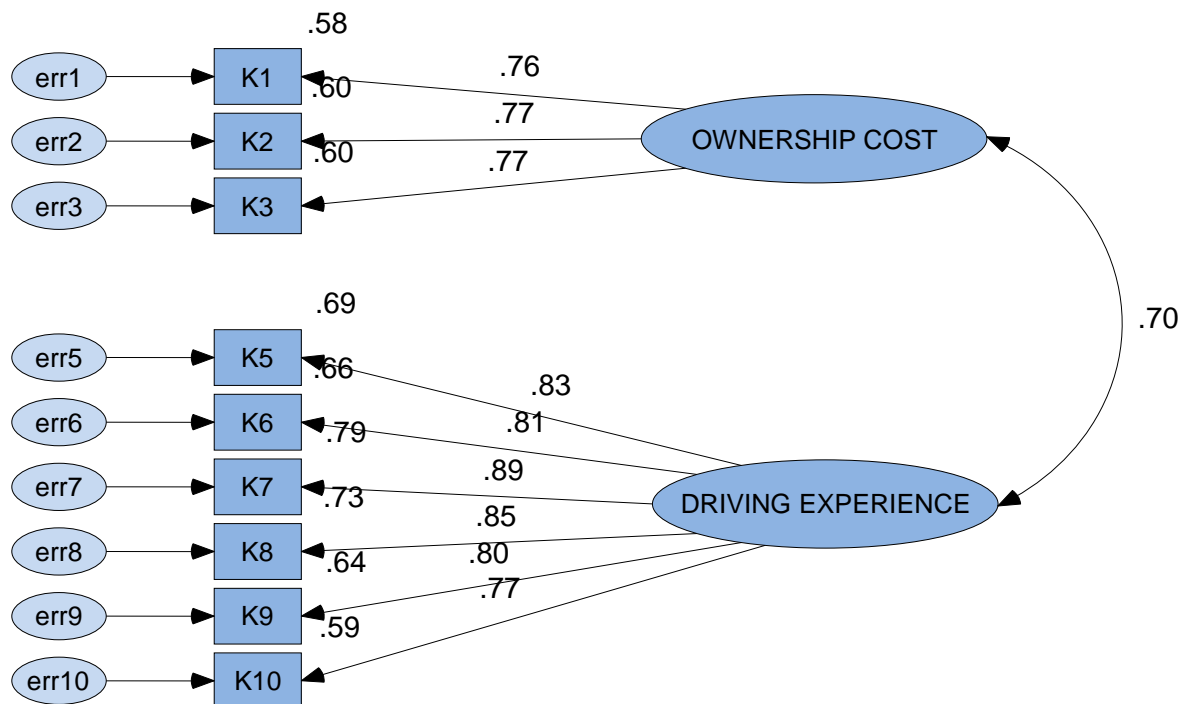 .58
err1 K1 .76
.60
err2 K2 .77 OWNERSHIP COST
.60
err3 K3 .77
.70
.69
err5 K5 .83
.66
err6 K6 .81
.79
err7 K7 .89 DRIVING EXPERIENCE
.73
err8 K8 .85
.64
err9 K9 .80
.59
err10 K10 .77